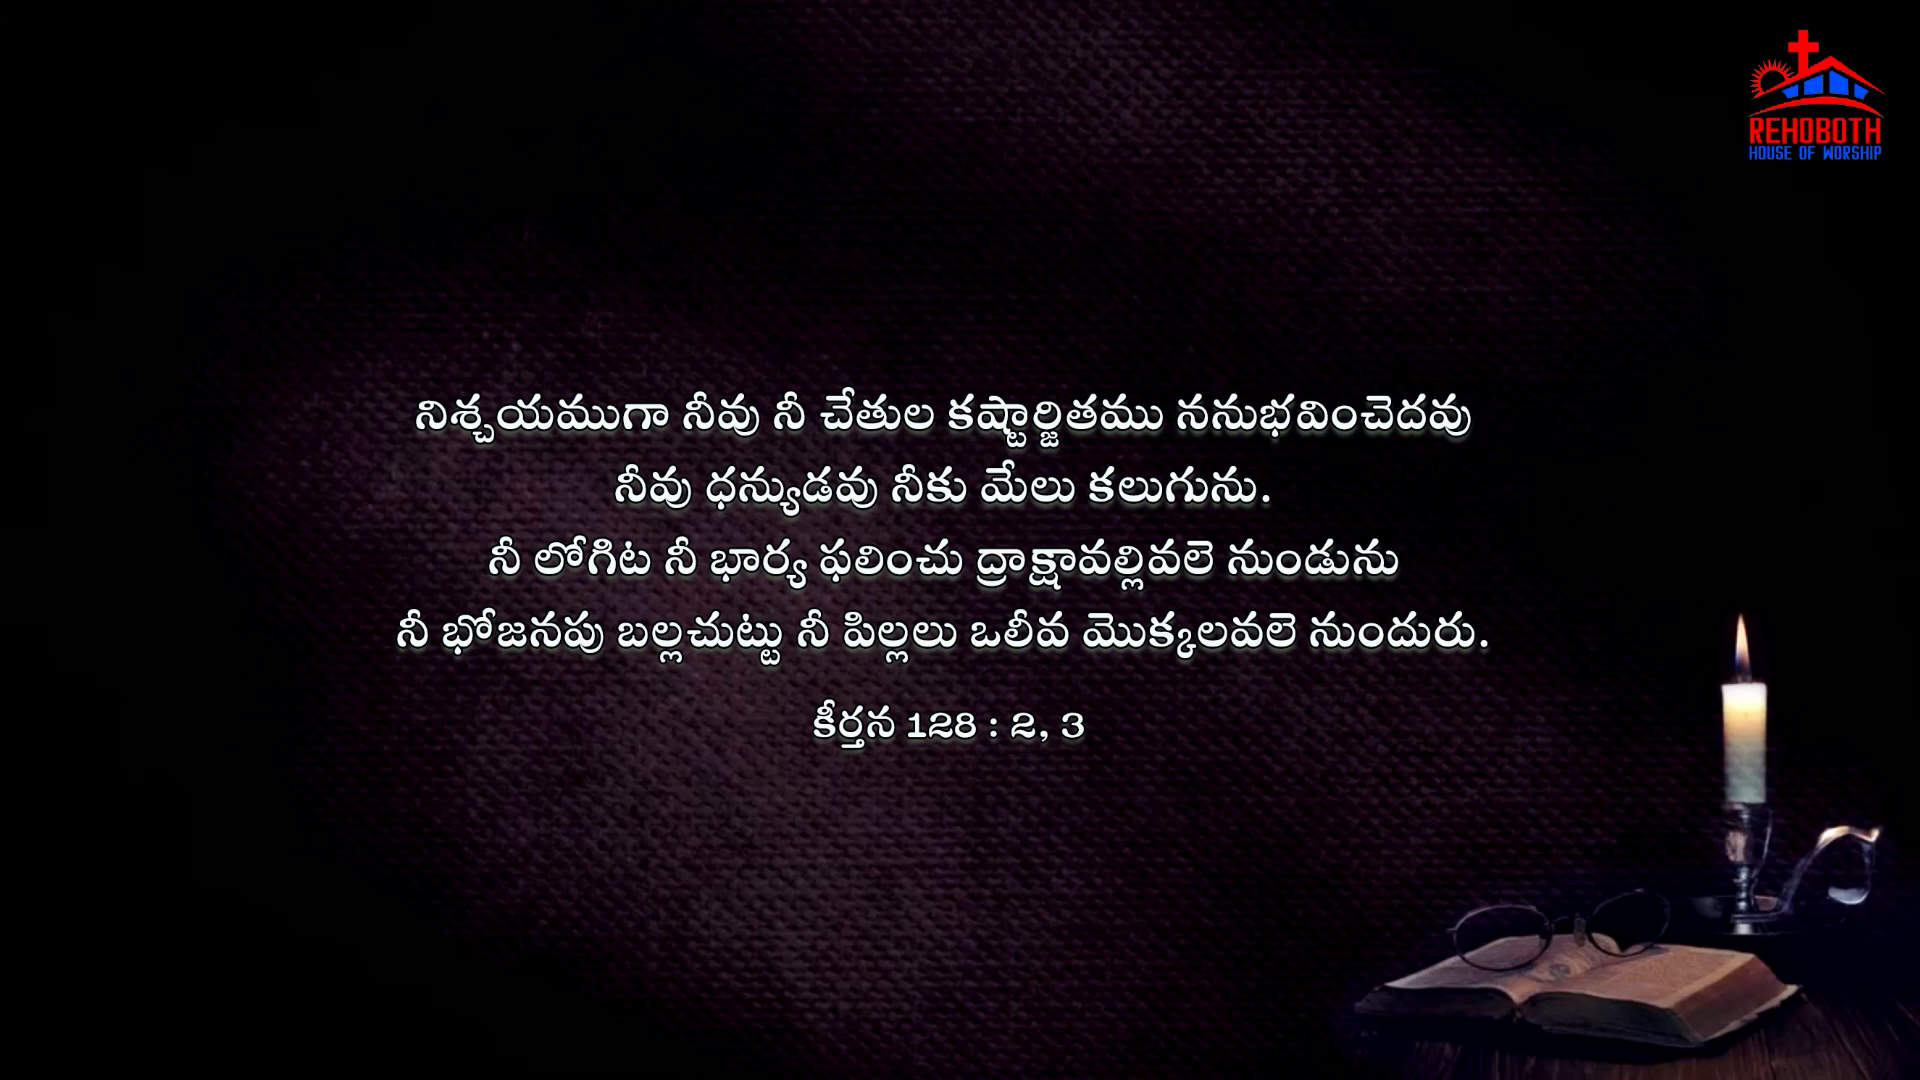 REHOBOTH
HOUSE OF WORSHIP
నిశ్చయముగా నీవు నీ చేతుల కష్టార్జితము ననుభవించెదవు
నీవు ధన్యుడవు నీకు మేలు కలుగును.
నీ లోగిట నీ భార్య ఫలించు ద్రాక్షావల్లివలె నుండును
నీ భోజనపు బల్లచుట్టు నీ పిల్లలు ఒలీవ మొక్కలవలె నుందురు.
కీర్తన 128 : 2, 3